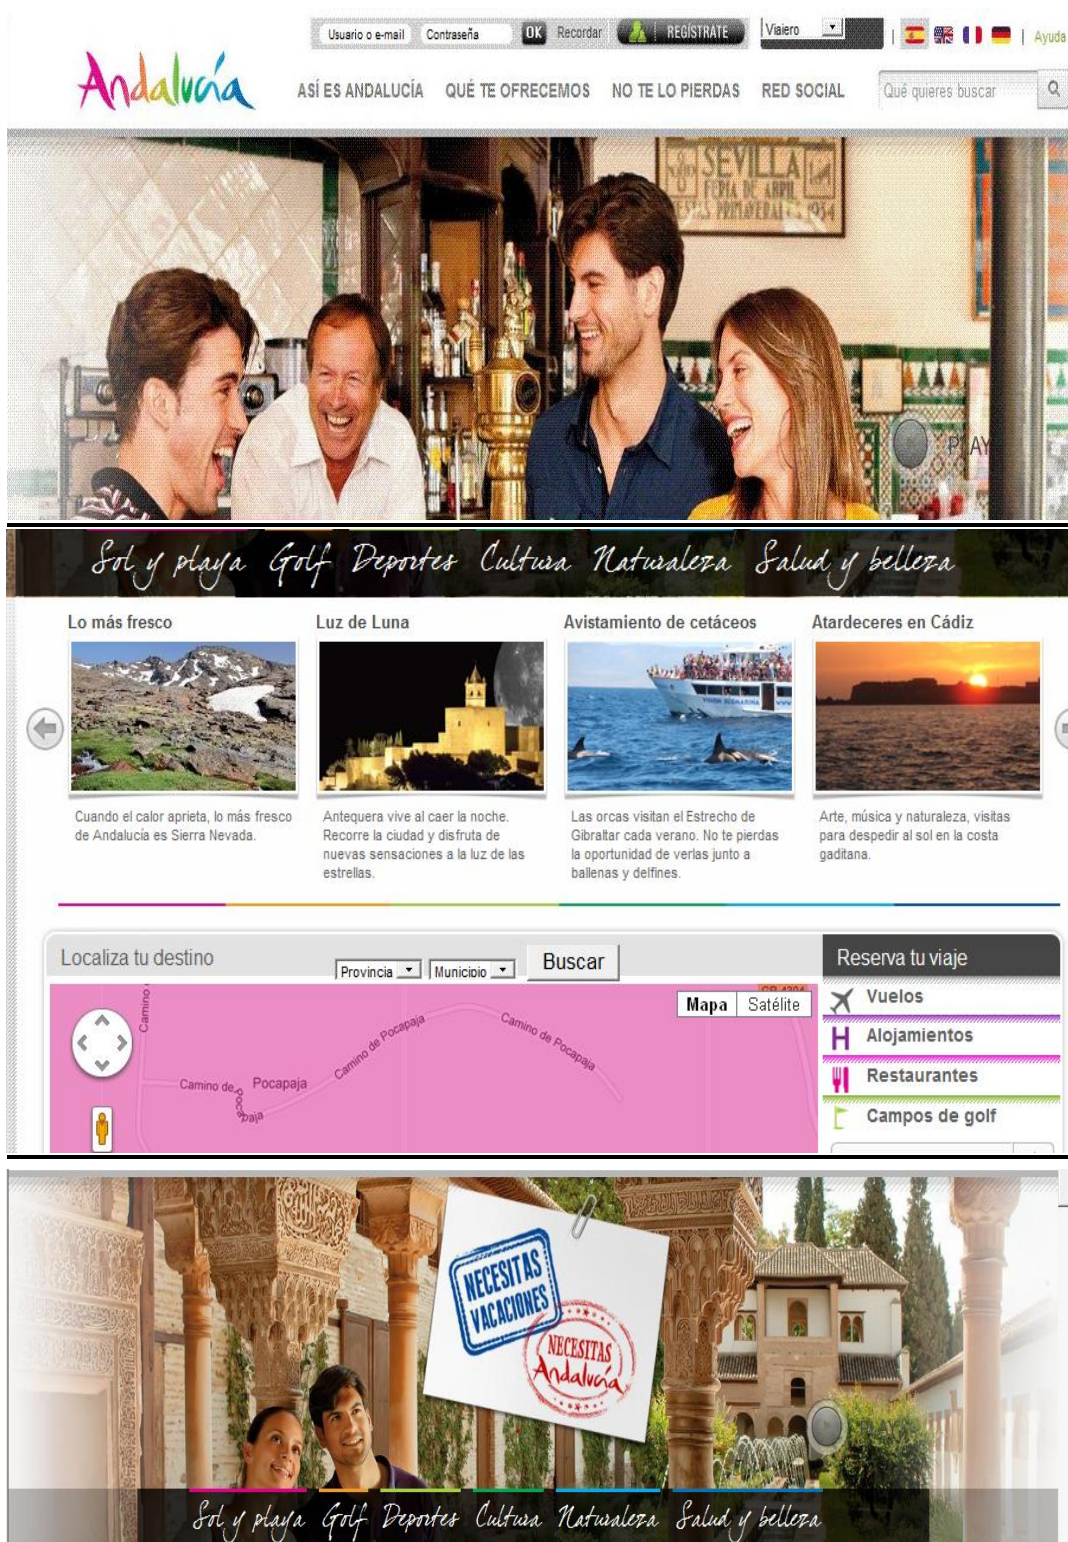 Usuario o e-mail Contraseña OK Recordar REGÍSTRATE Viajero | | Ayuda
Andalucía
ASÍ ES ANDALUCÍA QUÉ TE OFRECEMOS NO TE LO PIERDAS RED SOCIAL Qué quieres buscar
SEVILLA
FERIA DE ABRIL
FIESTAS PRIMAVERALES 1954
PLAY
Sol y playa Golf Deportes Cultura Naturaleza Salud y belleza
Lo más fresco Luz de Luna Avistamiento de cetáceos Atardeceres en Cádiz
Cuando el calor aprieta, lo más fresco
de Andalucía es Sierra Nevada.
Antequera vive al caer la noche.
Recorre la ciudad y disfruta de
nuevas sensaciones a la luz de las
estrellas.
Las orcas visitan el Estrecho de
Gibraltar cada verano. No te pierdas
la oportunidad de verlas junto a
ballenas y delfines.
Arte, música y naturaleza, visitas
para despedir al sol en la costa
gaditana.
Localiza tu destino Provincia Municipio Buscar
Mapa Satélite
Camino de
Camino de Pocapaja
Camino de Pocapaja
Camino de Pocapaja
Pocapaja
Reserva tu viaje
Vuelos
H Alojamientos
Restaurantes
Campos de golf
NECESITAS
VACACIONES
NECESITAS
Andalucía
Sol y playa Golf Deportes Cultura Naturaleza Salud y belleza